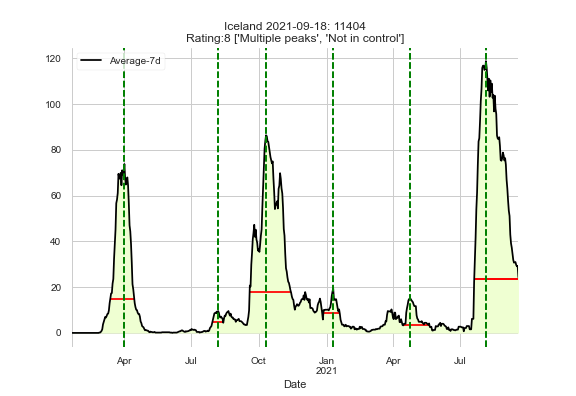 Iceland 2021-09-18: 11404
Rating:8 ['Multiple peaks', 'Not in control']
Average-7d
120
100
80
60
40
20
0
Apr Jul Oct Jan Apr Jul
2021
Date